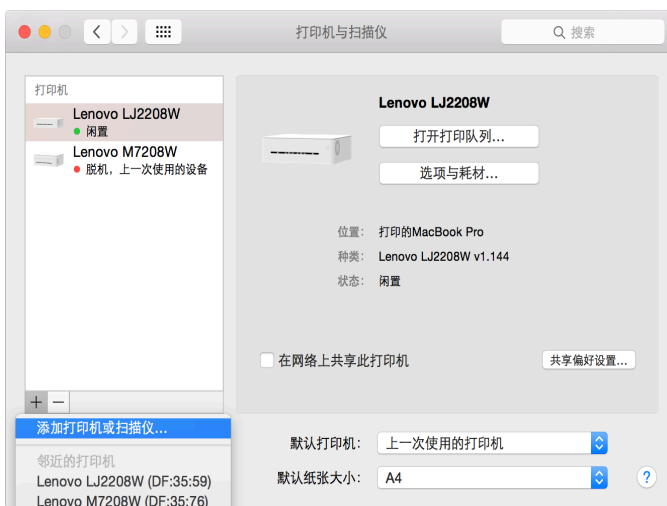 打印机与扫描仪
搜索
打印机
Lenovo LJ2208W
闲置
Lenovo M7208W
脱机，上一次使用的设备
Lenovo LJ2208W
打开打印队列...
选项与耗材...
位置： 打印的MacBook Pro
种类： Lenovo LJ2208W v1.144
状态： 闲置
在网络上共享此打印机
共享偏好设置...
+ −
添加打印机或扫描仪...
邻近的打印机
Lenovo LJ2208W (DF:35:59)
Lenovo M7208W (DF:35:76)
默认打印机： 上一次使用的打印机
默认纸张大小： A4
?